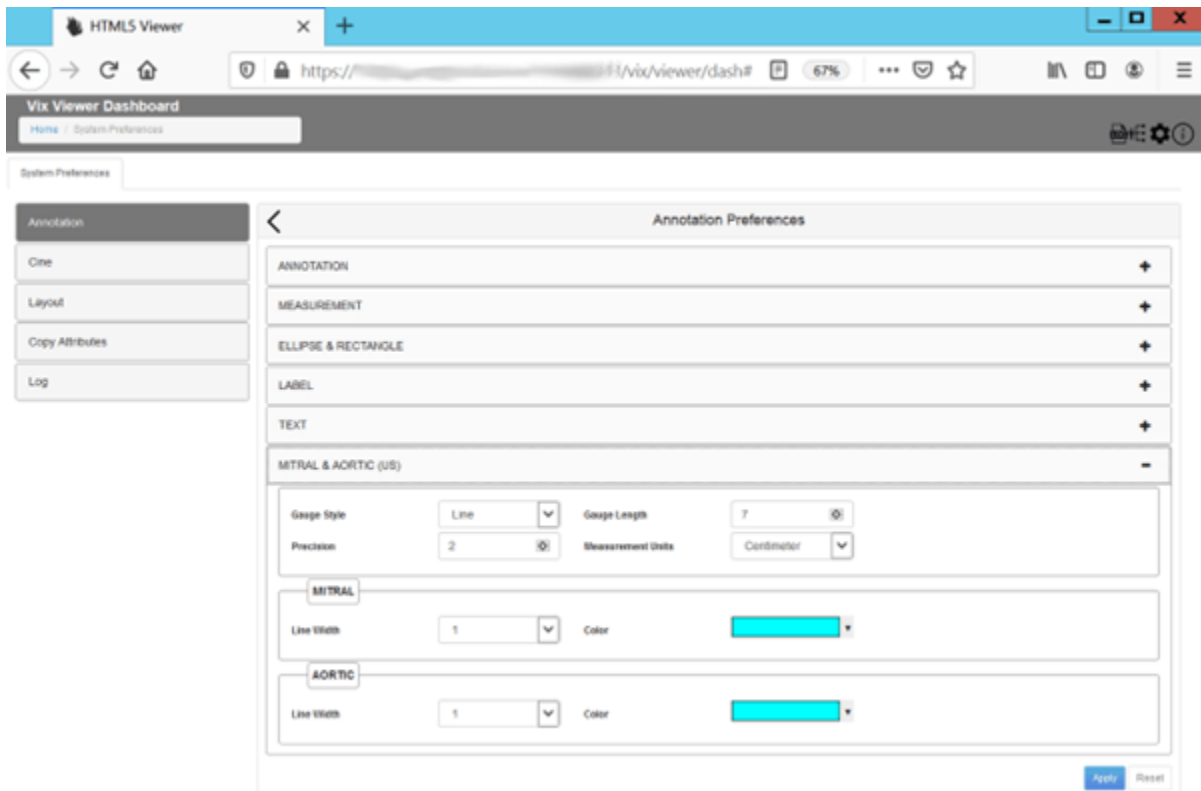 HTML5 Viewer
https:// /vix/viewer/dash# 67%
Vix Viewer Dashboard
Home / System Preferences
System Preferences
Annotation
Cine
Layout
Copy Attributes
Log
Annotation Preferences
ANNOTATION
MEASUREMENT
ELLIPSE & RECTANGLE
LABEL
TEXT
MITRAL & AORTIC (US)
Gauge Style Line Gauge Length 7
Precision 2 Measurement Units Centimeter
MITRAL
Line Width 1 Color
AORTIC
Line Width 1 Color
Apply Reset